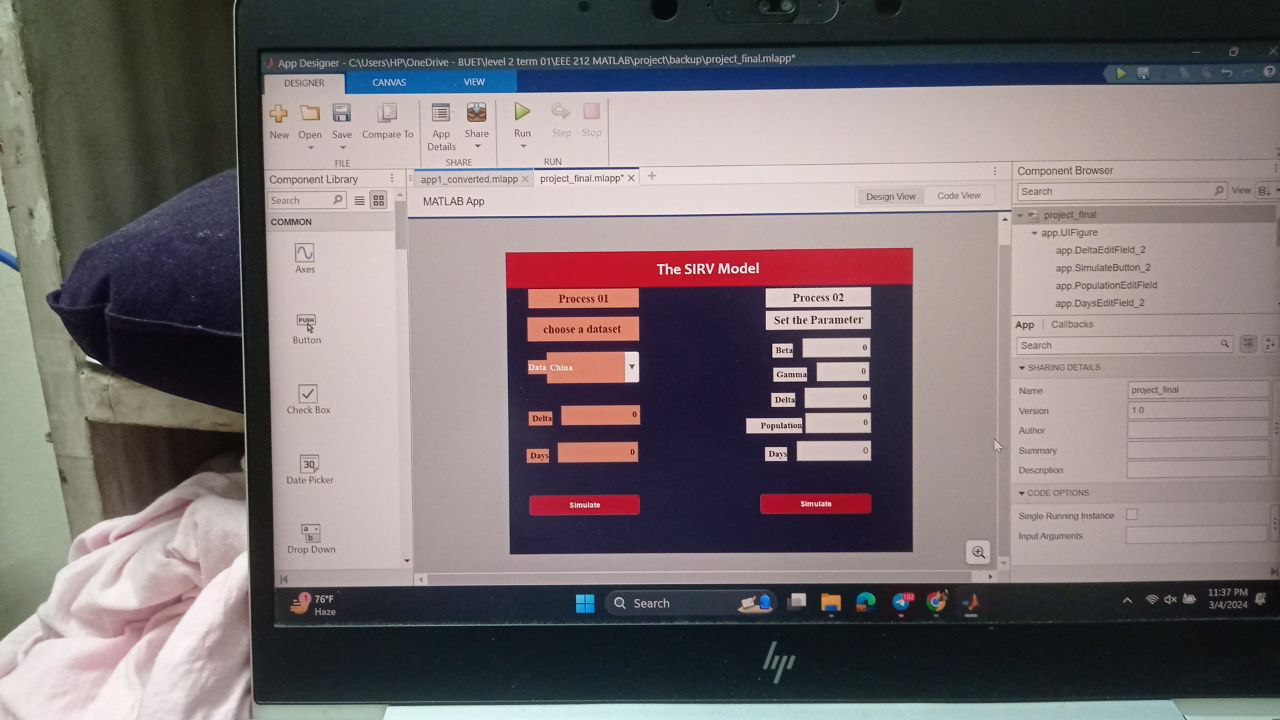 App Designer - C:\Users\HP\OneDrive - BUET\level 2 term 01\EEE 212 MATLAB\project\backup\project_final.mlapp*
DESIGNER CANVAS VIEW
New Open Save Compare To App Details Share Run Step Stop
FILE SHARE RUN
Component Library
Search
COMMON
Axes
PUSH
Button
Check Box
30
Date Picker
a
b
Drop Down
app1_converted.mlapp project_final.mlapp*
MATLAB App
Design View Code View
The SIRV Model
Process 01
choose a dataset
Data China
Delta 0
Days 0
Simulate
Process 02
Set the Parameter
Beta 0
Gamma 0
Delta 0
Population 0
Days 0
Simulate
Component Browser
Search View
project_final
app.UIFigure
app.DeltaEditField_2
app.SimulateButton_2
app.PopulationEditField
app.DaysEditField_2
App Callbacks
Search
SHARING DETAILS
Name project_final
Version 1.0
Author
Summary
Description
CODE OPTIONS
Single Running Instance
Input Arguments
1
76°F
Haze
Search
11:37 PM
3/4/2024
hp